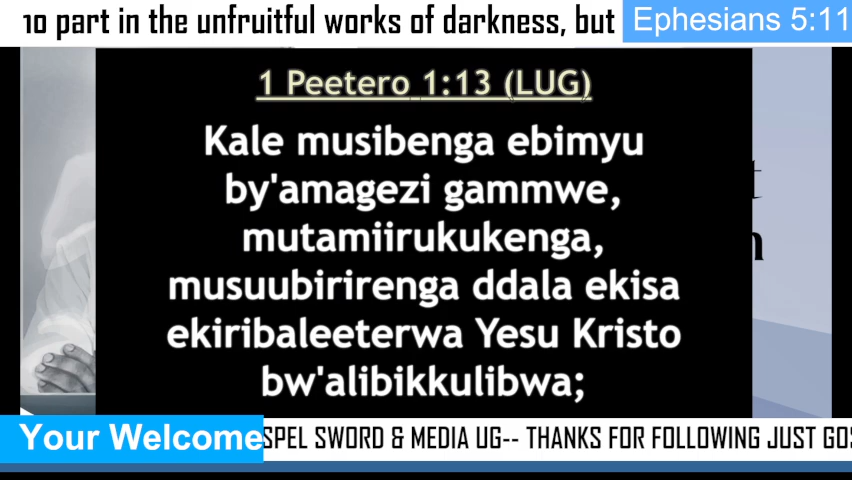 part in the unfruitful works of darkness, but
Ephesians 5:11
1 Peetero 1:13 (LUG)
Kale musibenga ebimyu
by'amagezi gammwe,
mutamiirukukenga,
musuubirirenga ddala ekisa
ekiribaleeterwa Yesu Kristo
bw'alibikkulibwa;
Your Welcome
SPEL SWORD & MEDIA UG-- THANKS FOR FOLLOWING JUST GOS